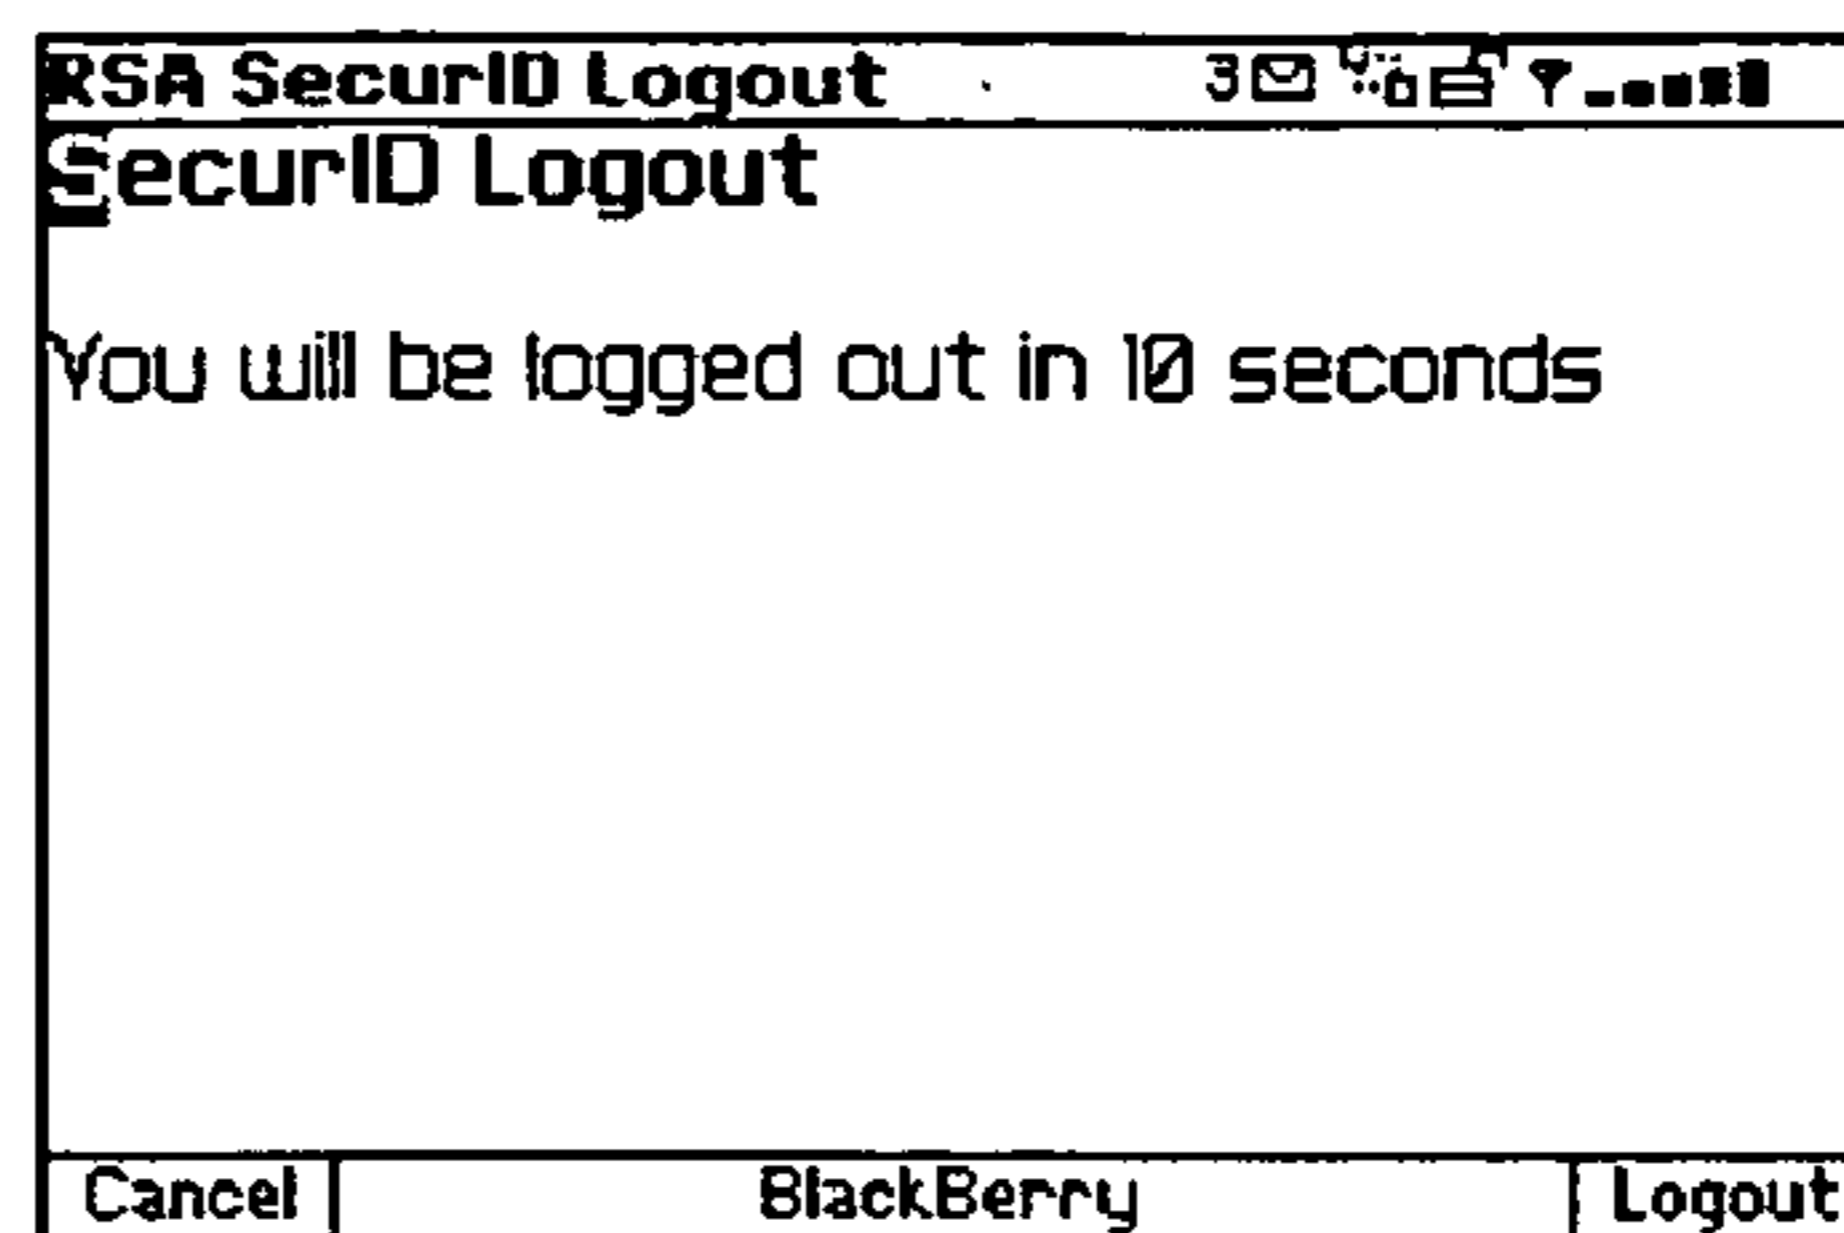 RSA SecurID Logout 3
SecurID Logout
You will be logged out in 10 seconds
Cancel BlackBerry Logout